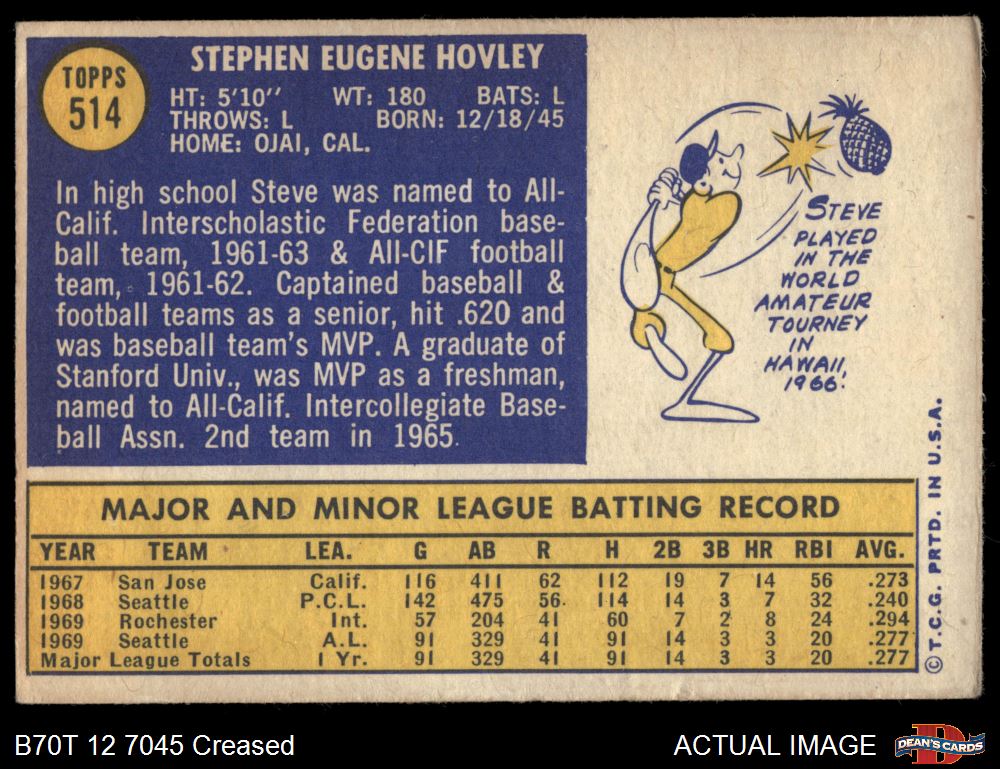 TOPPS
514
STEPHEN EUGENE HOVLEY
HT: 5'10'' WT: 180 BATS: L
THROWS: L BORN: 12/18/45
HOME: OJAI, CAL.
In high school Steve was named to All-
Calif. Interscholastic Federation base-
ball team, 1961-63 & All-CIF football
team, 1961-62. Captained baseball &
football teams as a senior, hit .620 and
was baseball team's MVP. A graduate of
Stanford Univ., was MVP as a freshman,
named to All-Calif. Intercollegiate Base-
ball Assn. 2nd team in 1965.
STEVE
PLAYED
IN THE
WORLD
AMATEUR
TOURNEY
IN
HAWAII,
1966.
MAJOR AND MINOR LEAGUE BATTING RECORD
YEAR TEAM LEA. G AB R H 2B 3B HR RBI AVG.
1967 San Jose Calif. 116 411 62 112 19 7 14 56 .273
1968 Seattle P.C.L. 142 475 56 114 14 3 7 32 .240
1969 Rochester Int. 57 204 41 60 7 2 8 24 .294
1969 Seattle A.L. 91 329 41 91 14 3 3 20 .277
Major League Totals 1 Yr. 91 329 41 91 14 3 3 20 .277
© T.C.G. PRTD. IN U.S.A.
B70T 12 7045 Creased
ACTUAL IMAGE
DEAN'S CARDS